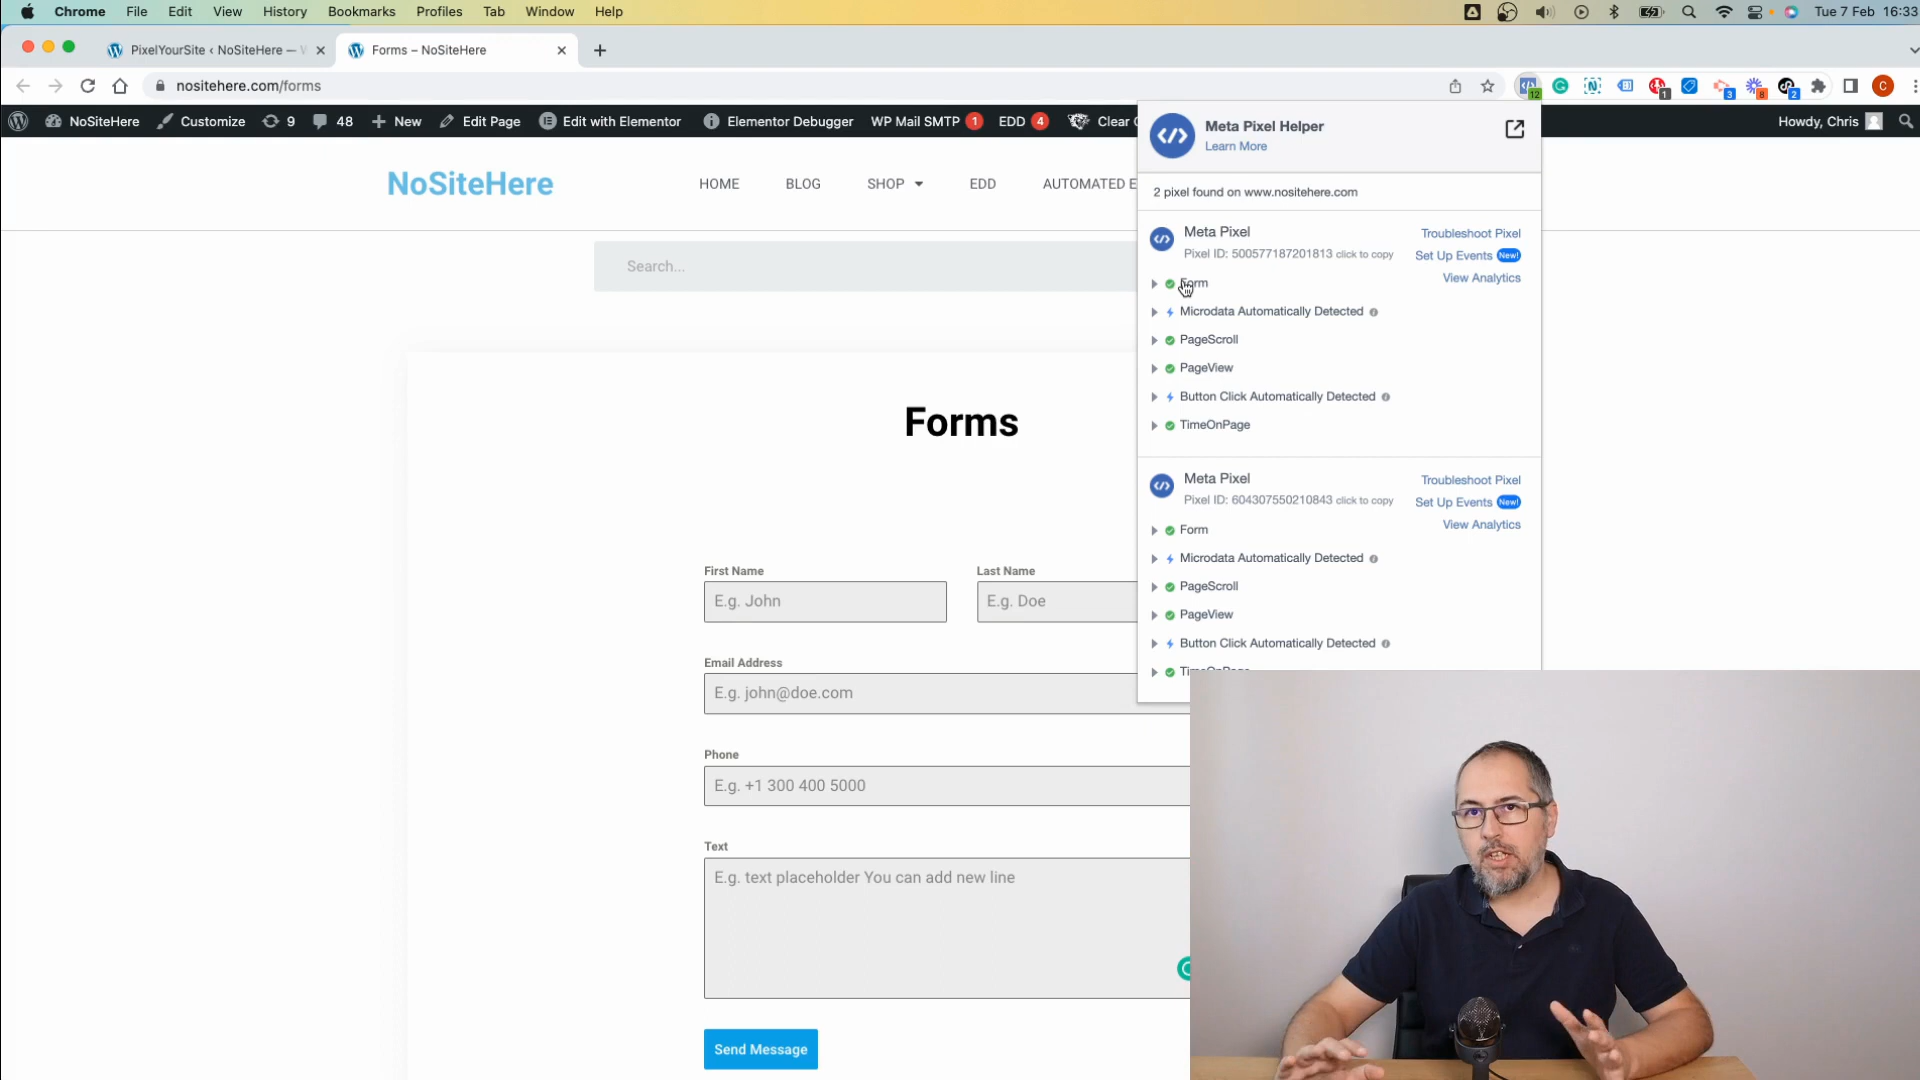 Chrome File Edit View History Bookmarks Profiles Tab Window Help Tue 7 Feb 16:33
PixelYourSite ‹ NoSiteHere —
Forms – NoSiteHere
nositehere.com/forms
12 1 3 8 2 C
NoSiteHere Customize 9 48 New Edit Page Edit with Elementor Elementor Debugger WP Mail SMTP 1 EDD 4 Clear Howdy, Chris
NoSiteHere
HOME BLOG SHOP EDD AUTOMATED E
Search...
Forms
First Name
E.g. John
Last Name
E.g. Doe
Email Address
E.g. john@doe.com
Phone
E.g. +1 300 400 5000
Text
E.g. text placeholder You can add new line
Send Message
Meta Pixel Helper
Learn More
2 pixel found on www.nositehere.com
Meta Pixel
Troubleshoot Pixel
Pixel ID: 500577187201813 click to copy
Set Up Events New!
View Analytics
Form
Microdata Automatically Detected
PageScroll
PageView
Button Click Automatically Detected
TimeOnPage
Meta Pixel
Troubleshoot Pixel
Pixel ID: 604307550210843 click to copy
Set Up Events New!
View Analytics
Form
Microdata Automatically Detected
PageScroll
PageView
Button Click Automatically Detected
TimeOnPage